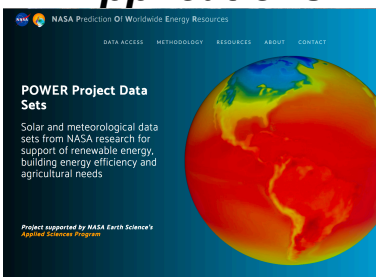 NASA Prediction Of Worldwide Energy Resources
DATA ACCESS METHODOLOGY RESOURCES ABOUT CONTACT
POWER Project Data
Sets
Solar and meteorological data
sets from NASA research for
support of renewable energy,
building energy efficiency and
agricultural needs
Project supported by NASA Earth Science's
Applied Sciences Program